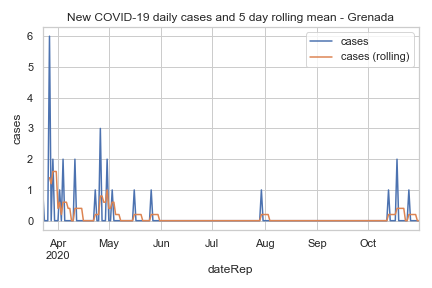 New COVID-19 daily cases and 5 day rolling mean - Grenada
cases
cases (rolling)
6
5
4
3
2
1
0
cases
Apr May Jun Jul Aug Sep Oct
2020
dateRep